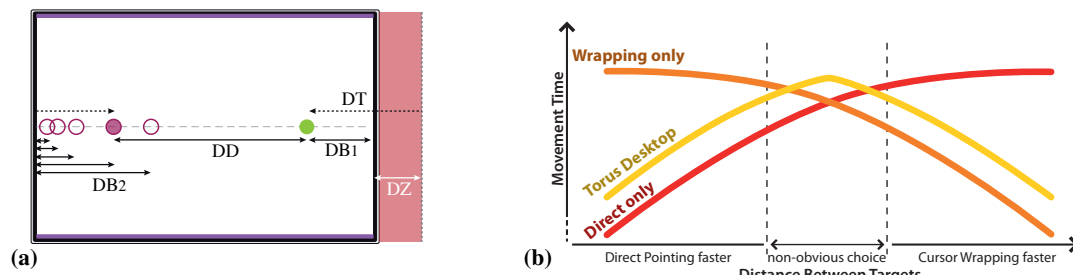 DT
DD
DB1
DB2
DZ
(a)
Movement Time
Wrapping only
Torus Desktop
Direct only
Direct Pointing faster
non-obvious choice
Cursor Wrapping faster
Distance Between Targets
(b)